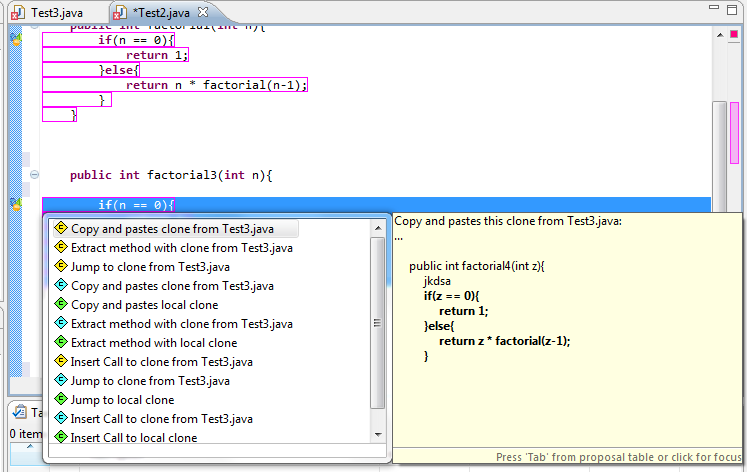 Test3.java
*Test2.java
public int factorial(int n){
if(n == 0){
return 1;
}else{
return n * factorial(n-1);
}
}
public int factorial3(int n){
if(n == 0){
Copy and pastes clone from Test3.java
Extract method with clone from Test3.java
Jump to clone from Test3.java
Copy and pastes clone from Test3.java
Copy and pastes local clone
Extract method with clone from Test3.java
Extract method with local clone
Insert Call to clone from Test3.java
Jump to clone from Test3.java
Jump to local clone
Insert Call to clone from Test3.java
Insert Call to local clone
Copy and pastes this clone from Test3.java:
...
public int factorial4(int z){
jkdsa
if(z == 0){
return 1;
}else{
return z * factorial(z-1);
}
Press 'Tab' from proposal table or click for focus
Ta
0 item